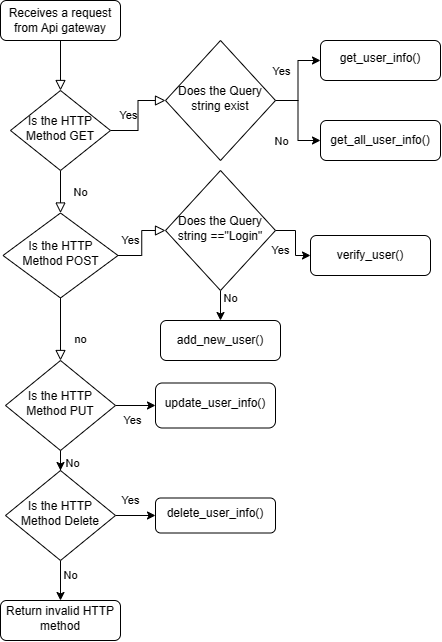 Receives a request
from Api gateway
Yes
get_user_info()
Does the Query
string exist
Is the HTTP
Method GET
Yes
No
get_all_user_info()
No
Does the Query
string =="Login"
Is the HTTP
Method POST
Yes
Yes
verify_user()
No
add_new_user()
no
Is the HTTP
Method PUT
update_user_info()
Yes
No
Is the HTTP
Method Delete
Yes
delete_user_info()
No
Return invalid HTTP
method